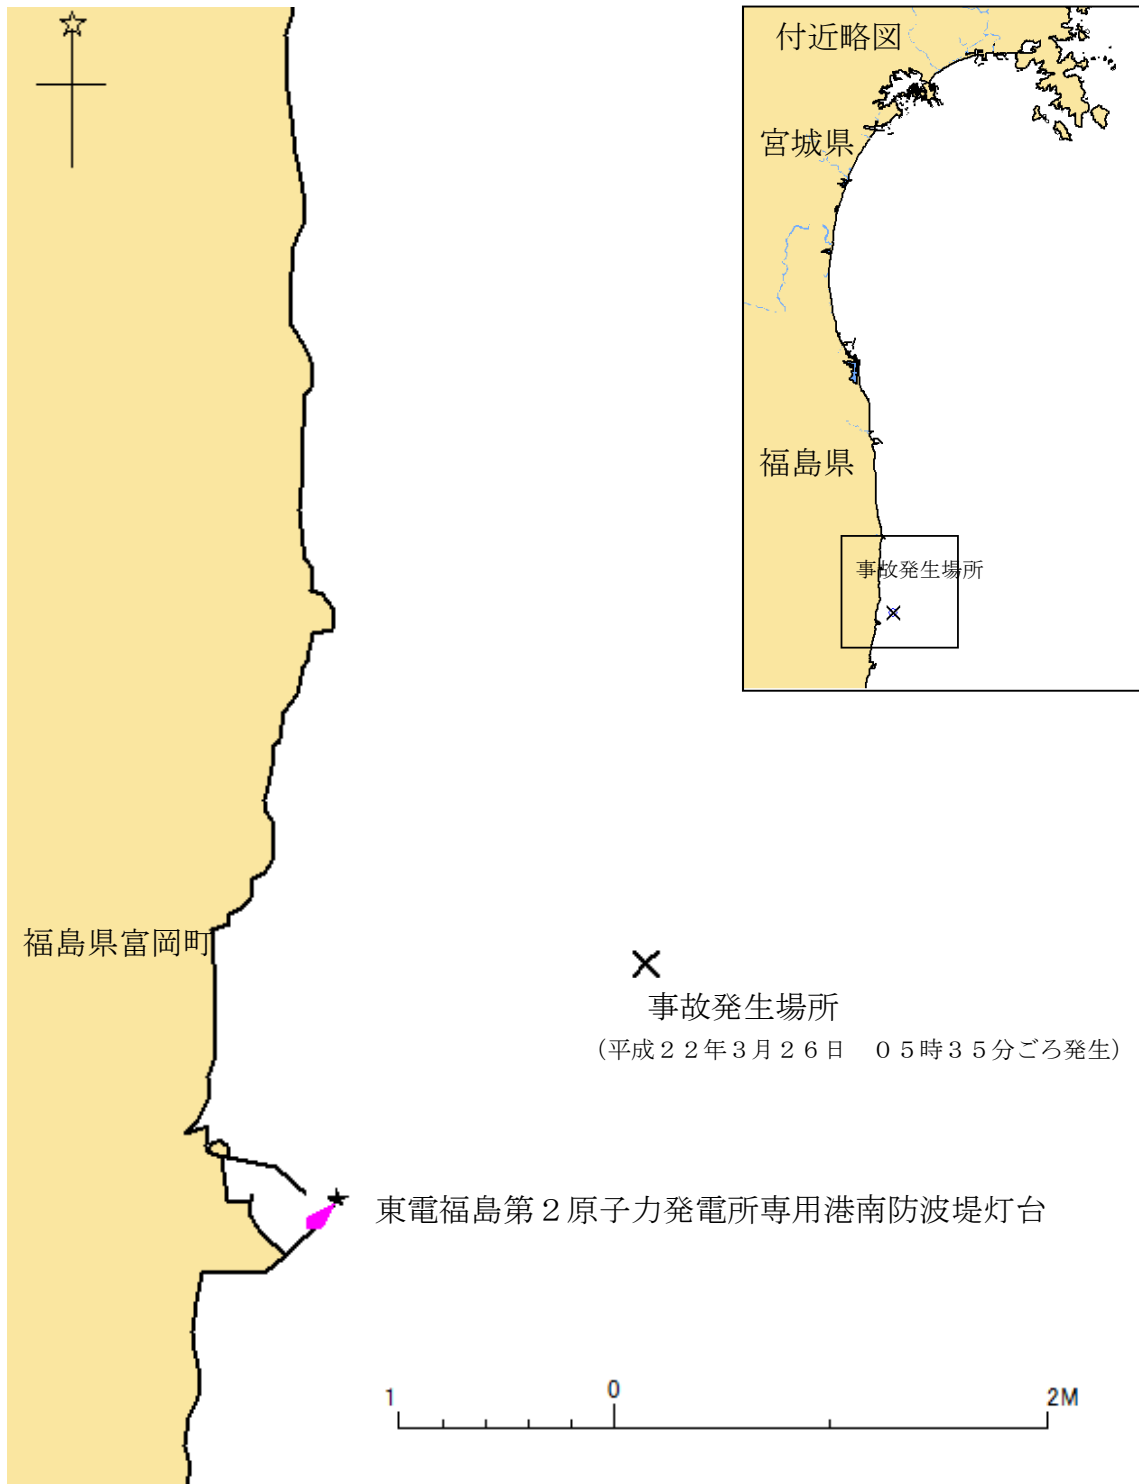 付近略図
宮城県
福島県
事故発生場所
福島県富岡町
事故発生場所
（平成２２年３月２６日　０５時３５分ごろ発生）
東電福島第２原子力発電所専用港南防波堤灯台
1 0 2M